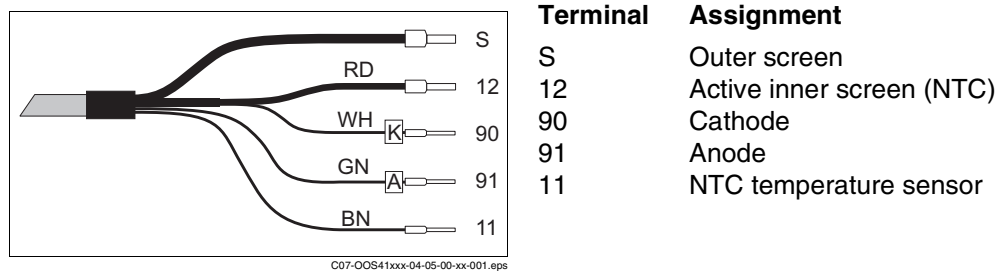 S
RD
12
WH
K
90
GN
A
91
BN
11
C07-OOS41xxx-04-05-00-xx-001.eps
Terminal Assignment
S Outer screen
12 Active inner screen (NTC)
90 Cathode
91 Anode
11 NTC temperature sensor